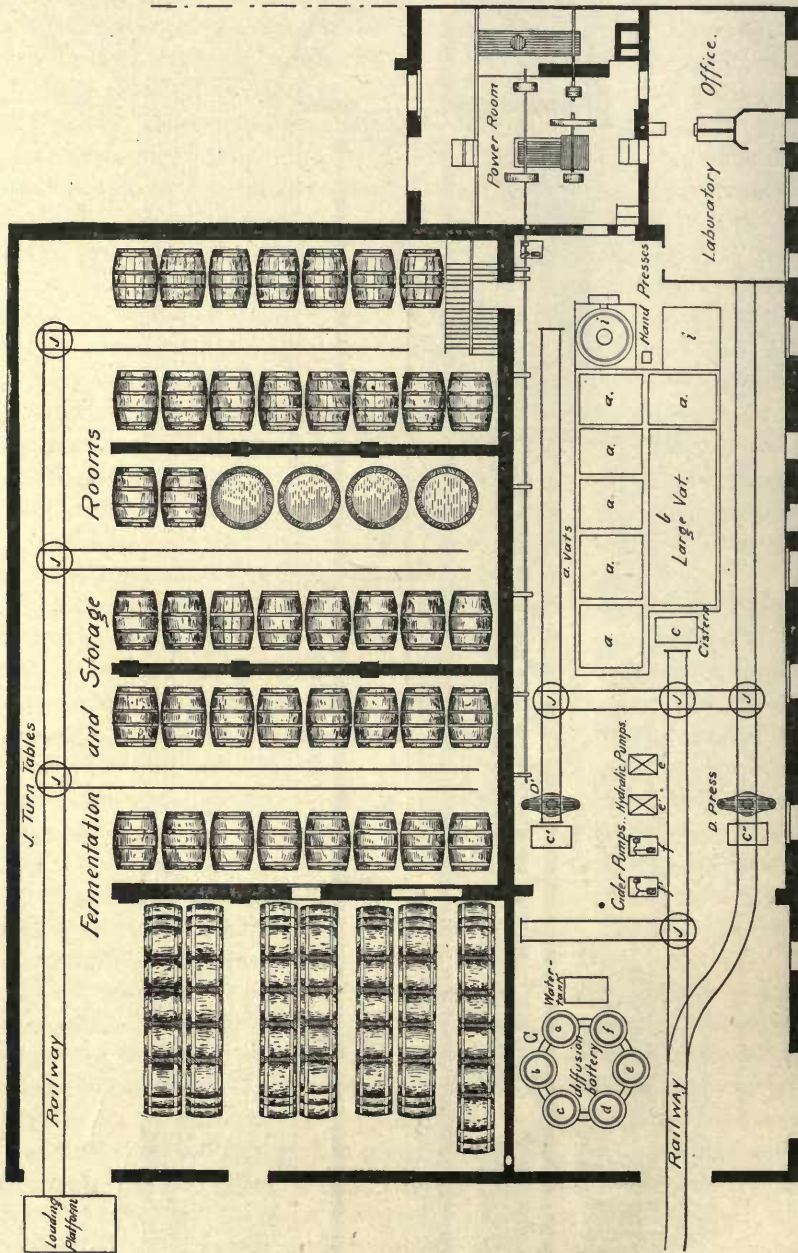 J. Turn Tables
Loading
Platform
Railway
J
J
J
Fermentation and Storage Rooms
Power Room
D'
C'
J
a. Vats
G
a
b
c
d
e
f
diffusion
battery
Water-
tank
Cider Pumps.. Hydralic Pumps.
f'
f
e'
e
a.
a.
a
a.
a.
i
Hand Presses
Railway
J
J
C
Cistern
b
Large Vat.
a.
i
D. Press
C"
J
Laboratory
Office.